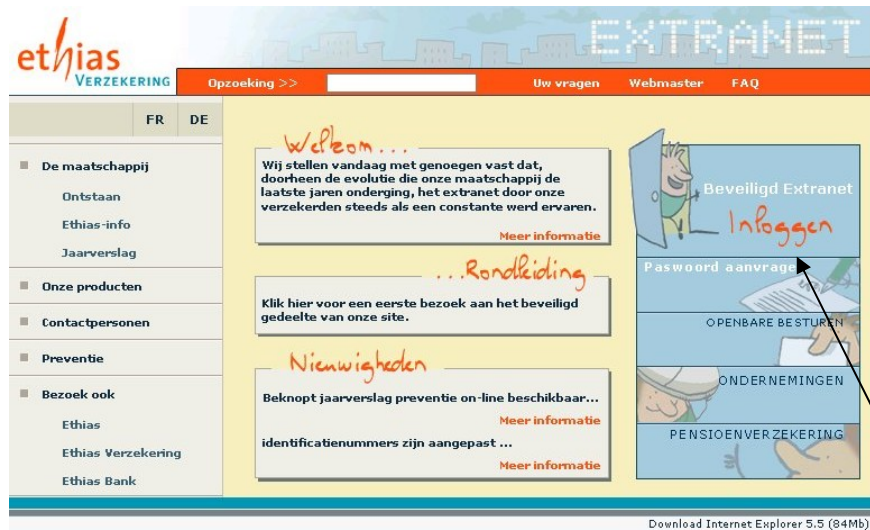 EXTRANET
ethias
VERZEKERING
Opzoeking >>
Uw vragen
Webmaster
FAQ
FR
DE
De maatschappij
Ontstaan
Ethias-info
Jaarverslag
Onze producten
Contactpersonen
Preventie
Bezoek ook
Ethias
Ethias Verzekering
Ethias Bank
Welkom...
Wij stellen vandaag met genoegen vast dat,
doorheen de evolutie die onze maatschappij de
laatste jaren onderging, het extranet door onze
verzekerden steeds als een constante werd ervaren.
Meer informatie
...Rondleiding
Klik hier voor een eerste bezoek aan het beveiligd
gedeelte van onze site.
Nieuwigheden
Beknopt jaarverslag preventie on-line beschikbaar...
Meer informatie
identificatienummers zijn aangepast ...
Meer informatie
Beveiligd Extranet
Inloggen
Paswoord aanvragen
OPENBARE BESTUREN
ONDERNEMINGEN
PENSIOENVERZEKERING
Download Internet Explorer 5.5 (84Mb)